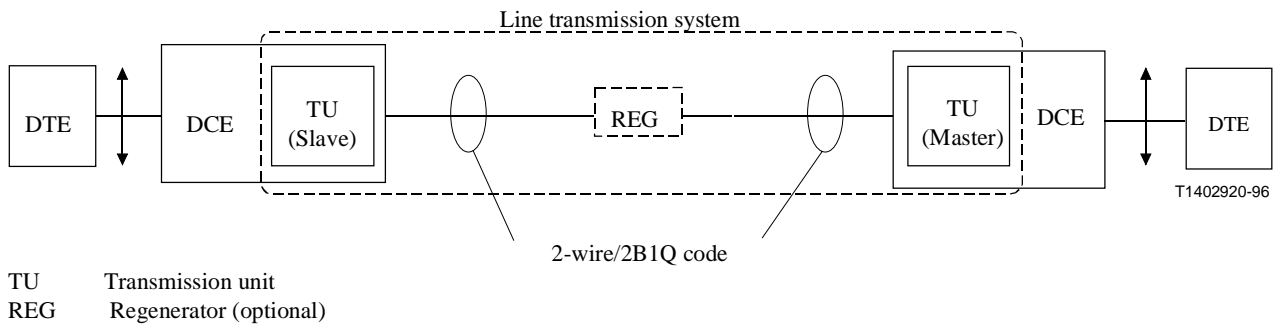 Line transmission system
DTE
DCE
TU
(Slave)
REG
TU
(Master)
DCE
DTE
T1402920-96
2-wire/2B1Q code
TU Transmission unit
REG Regenerator (optional)